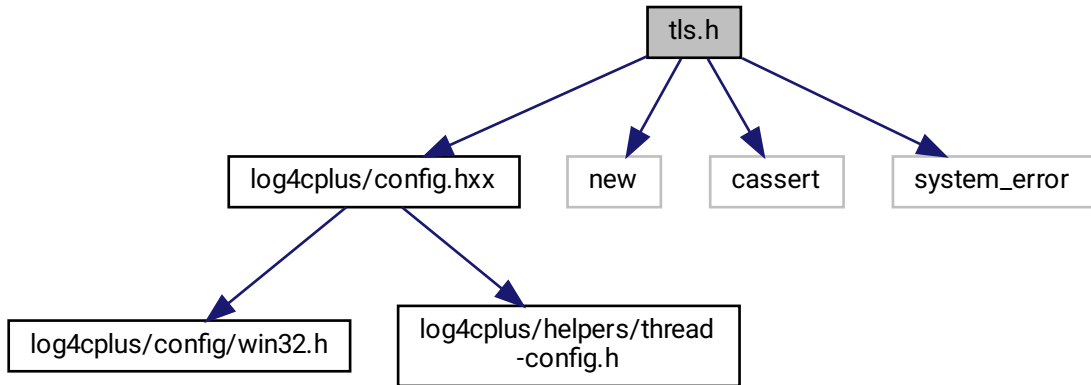 tls.h
log4cplus/config.hxx
new
cassert
system_error
log4cplus/config/win32.h
log4cplus/helpers/thread
-config.h